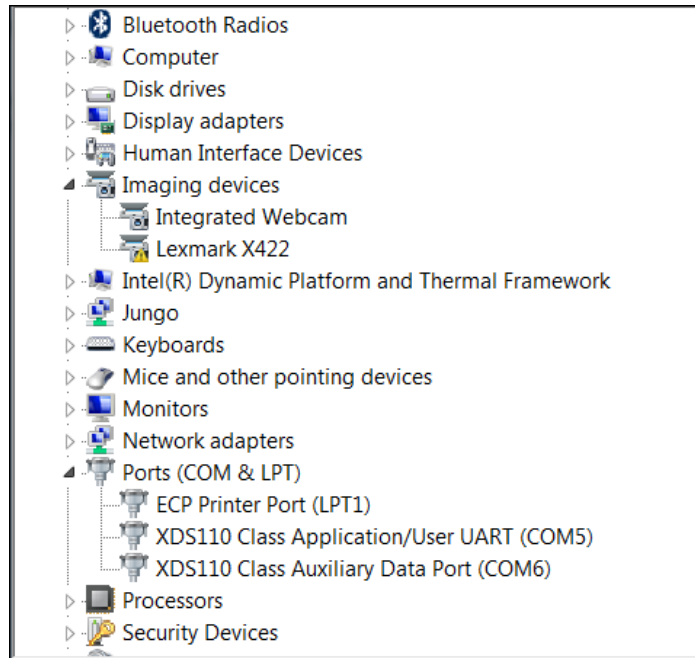 Bluetooth Radios
Computer
Disk drives
Display adapters
Human Interface Devices
Imaging devices
Integrated Webcam
Lexmark X422
Intel(R) Dynamic Platform and Thermal Framework
Jungo
Keyboards
Mice and other pointing devices
Monitors
Network adapters
Ports (COM & LPT)
ECP Printer Port (LPT1)
XDS110 Class Application/User UART (COM5)
XDS110 Class Auxiliary Data Port (COM6)
Processors
Security Devices